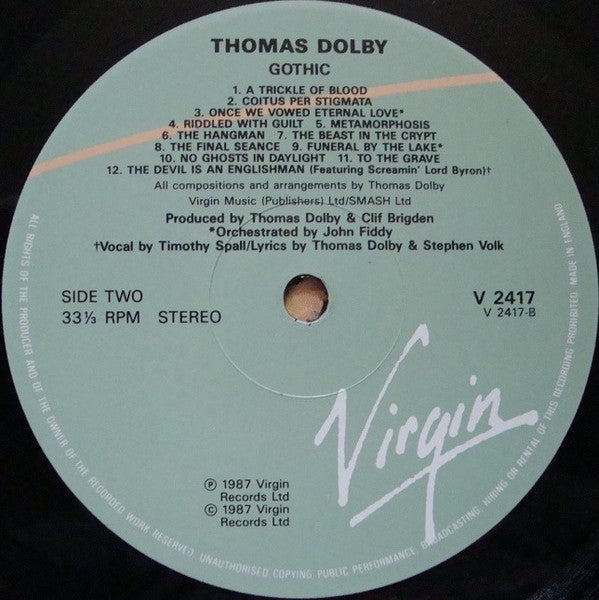 THOMAS DOLBY
GOTHIC
1. A TRICKLE OF BLOOD
2. COITUS PER STIGMATA
3. ONCE WE VOWED ETERNAL LOVE*
4. RIDDLED WITH GUILT 5. METAMORPHOSIS
6. THE HANGMAN 7. THE BEAST IN THE CRYPT
8. THE FINAL SEANCE 9. FUNERAL BY THE LAKE*
10. NO GHOSTS IN DAYLIGHT 11. TO THE GRAVE
12. THE DEVIL IS AN ENGLISHMAN (Featuring Screamin' Lord Byron)†
All compositions and arrangements by Thomas Dolby
Virgin Music (Publishers) Ltd/SMASH Ltd
Produced by Thomas Dolby & Clif Brigden
*Orchestrated by John Fiddy
†Vocal by Timothy Spall/Lyrics by Thomas Dolby & Stephen Volk
SIDE TWO
33⅓ RPM STEREO
V 2417
V 2417-B
Virgin
℗ 1987 Virgin
Records Ltd
© 1987 Virgin
Records Ltd
ALL RIGHTS OF THE PRODUCER AND OF THE OWNER OF THE RECORDED WORK RESERVED. UNAUTHORISED COPYING, PUBLIC PERFORMANCE, BROADCASTING, HIRING OR RENTAL OF THIS RECORDING PROHIBITED. MADE IN ENGLAND